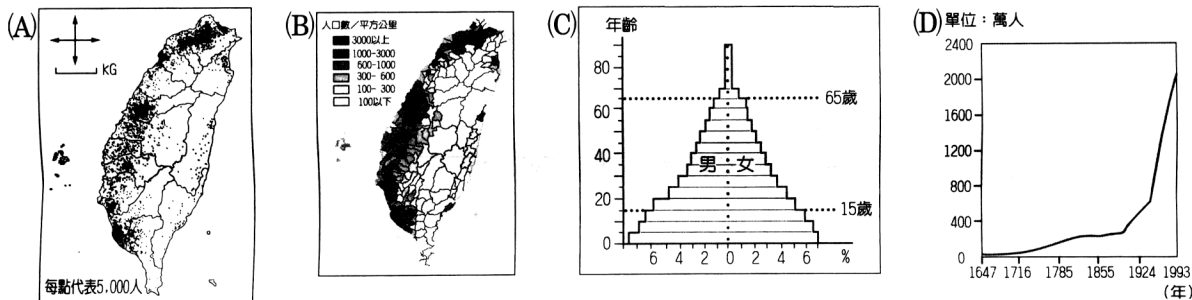 (A)
KG
每點代表5,000人
(B)
人口數／平方公里
3000以上
1000-3000
600-1000
300- 600
100- 300
100以下
(C)
年齡
80
60
40
20
0
65歲
男 女
15歲
6 4 2 0 2 4 6 %
(D)
單位：萬人
2400
2000
1600
1200
800
400
0
1647 1716 1785 1855 1924 1993
(年)